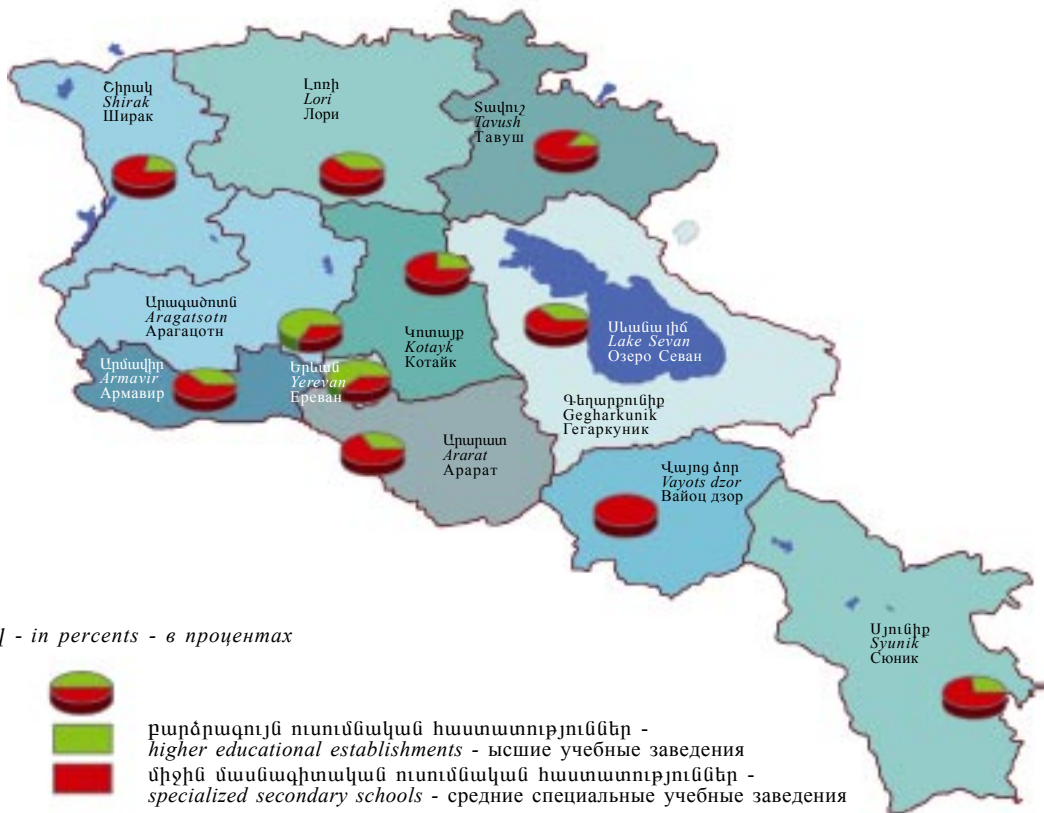 Շիրակ
Shirak
Ширак
Լոռի
Lori
Лори
Տավուշ
Tavush
Тавуш
Արագածոտն
Aragatsotn
Арагацотн
Կոտայք
Kotayk
Котайк
Սևանա լիճ
Lake Sevan
Озеро Севан
Արմավիր
Armavir
Армавир
Երևան
Yerevan
Ереван
Գեղարքունիք
Gegharkunik
Гегаркуник
Արարատ
Ararat
Арарат
Վայոց ձոր
Vayots dzor
Вайоц дзор
Սյունիք
Syunik
Сюник
- in percents - в процентах
բարձրագույն ուսումնական հաստատություններ -
higher educational establishments - ысшие учебные заведения
միջին մասնագիտական ուսումնական հաստատություններ -
specialized secondary schools - средние специальные учебные заведения